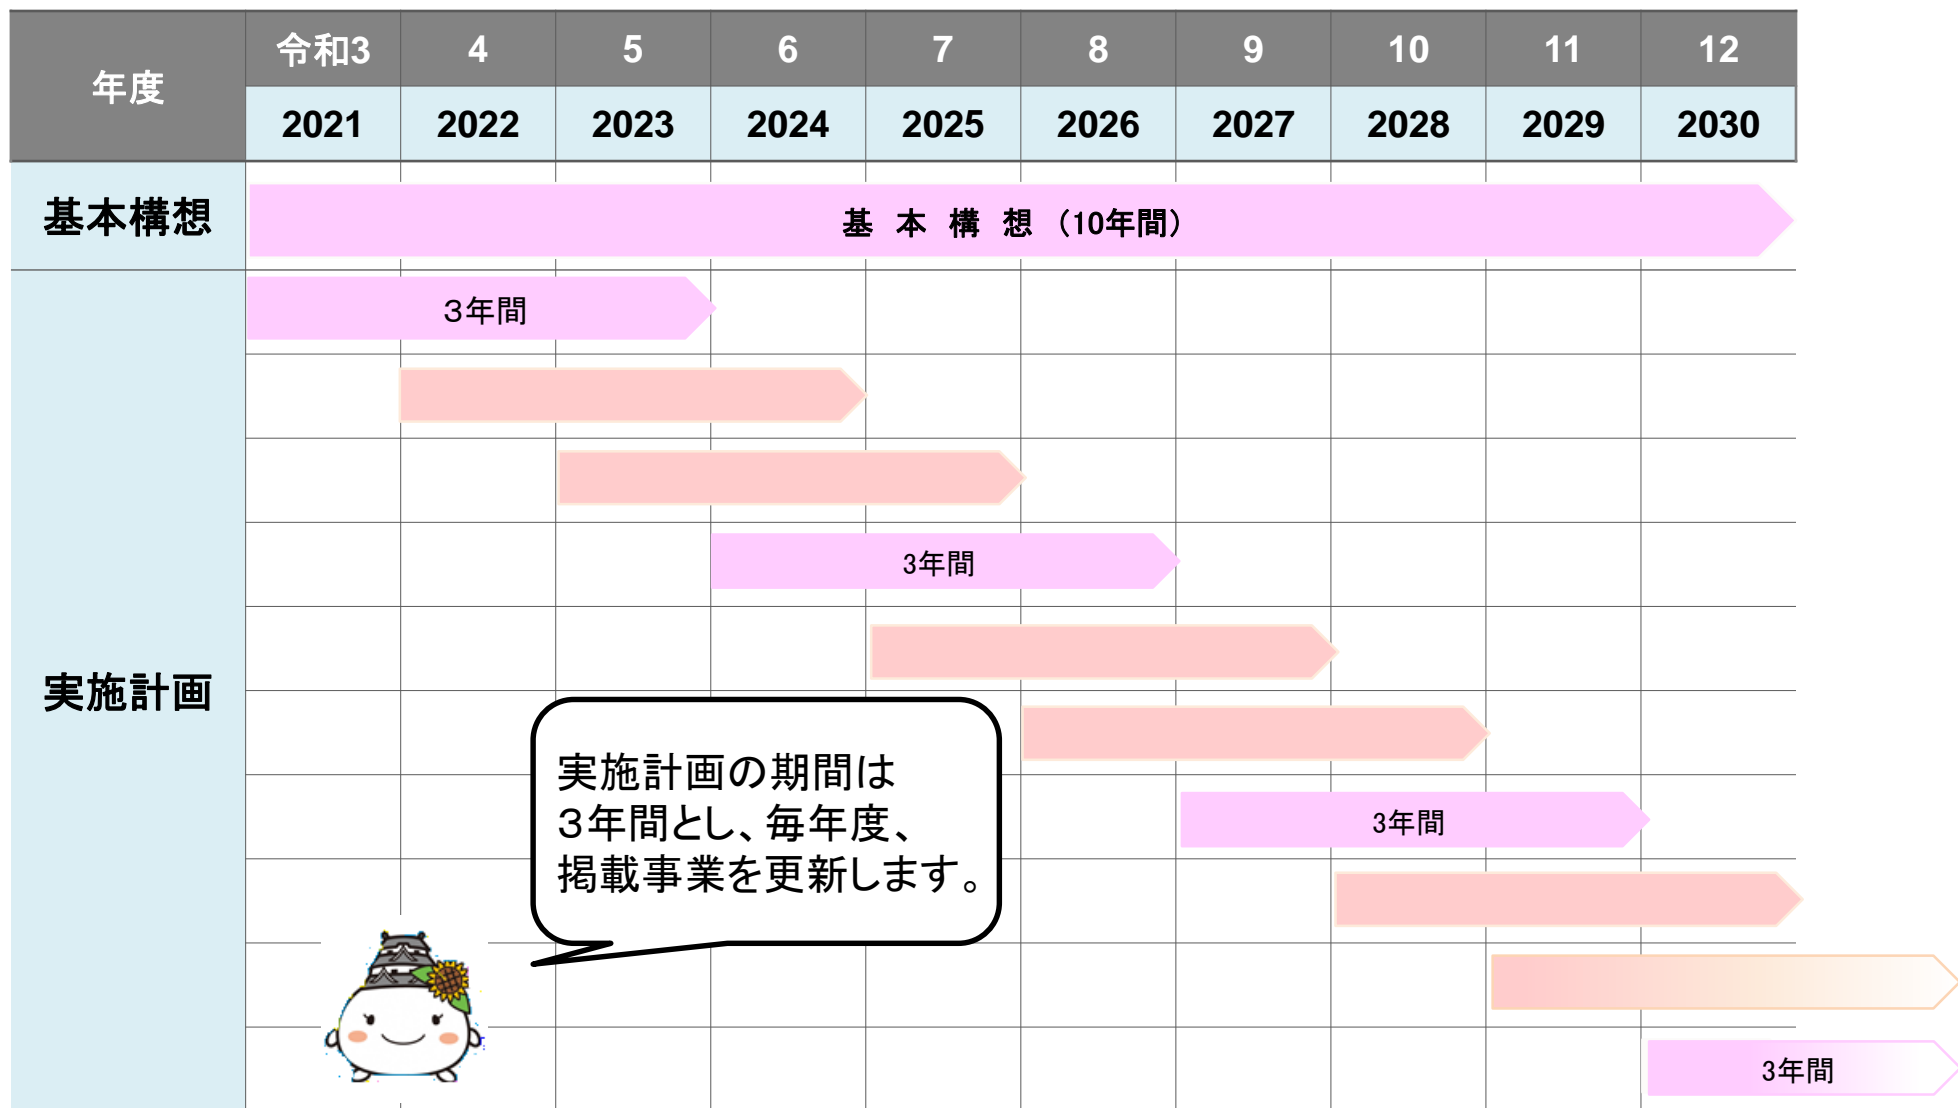 年度 令和3 4 5 6 7 8 9 10 11 12
2021 2022 2023 2024 2025 2026 2027 2028 2029 2030
基本構想 基 本 構 想 （10年間）
３年間
3年間
実施計画
実施計画の期間は
３年間とし、毎年度、
掲載事業を更新します。
3年間
3年間